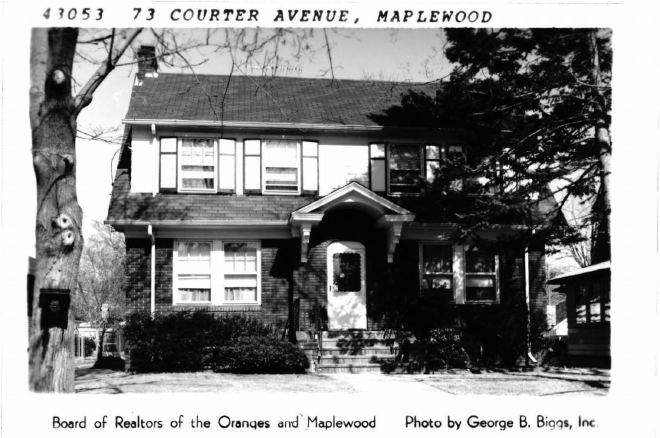 43053 73 COURTER AVENUE, MAPLEWOOD
Board of Realtors of the Oranges and Maplewood Photo by George B. Biggs, Inc.